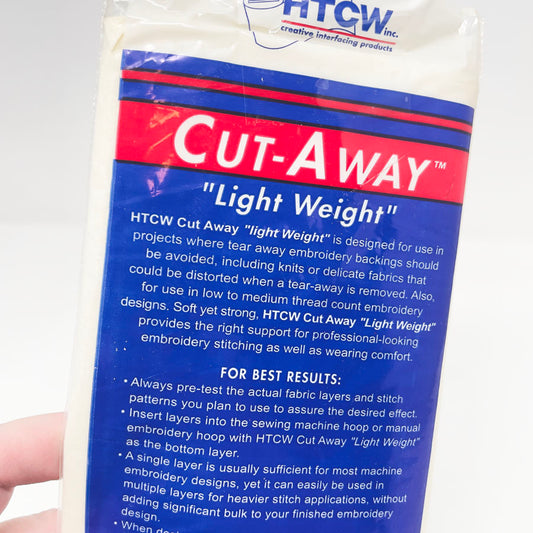 HTCW inc.
creative interfacing products
CUT-AWAY™
"Light Weight"
HTCW Cut Away "light Weight" is designed for use in
projects where tear away embroidery backings should
be avoided, including knits or delicate fabrics that
could be distorted when a tear-away is removed. Also,
for use in low to medium thread count embroidery
designs. Soft yet strong, HTCW Cut Away "Light Weight"
provides the right support for professional-looking
embroidery stitching as well as wearing comfort.
FOR BEST RESULTS:
• Always pre-test the actual fabric layers and stitch
patterns you plan to use to assure the desired effect.
• Insert layers into the sewing machine hoop or manual
embroidery hoop with HTCW Cut Away "Light Weight"
as the bottom layer.
• A single layer is usually sufficient for most machine
embroidery designs, yet it can easily be used in
multiple layers for heavier stitch applications, without
adding significant bulk to your finished embroidery
design.
• When